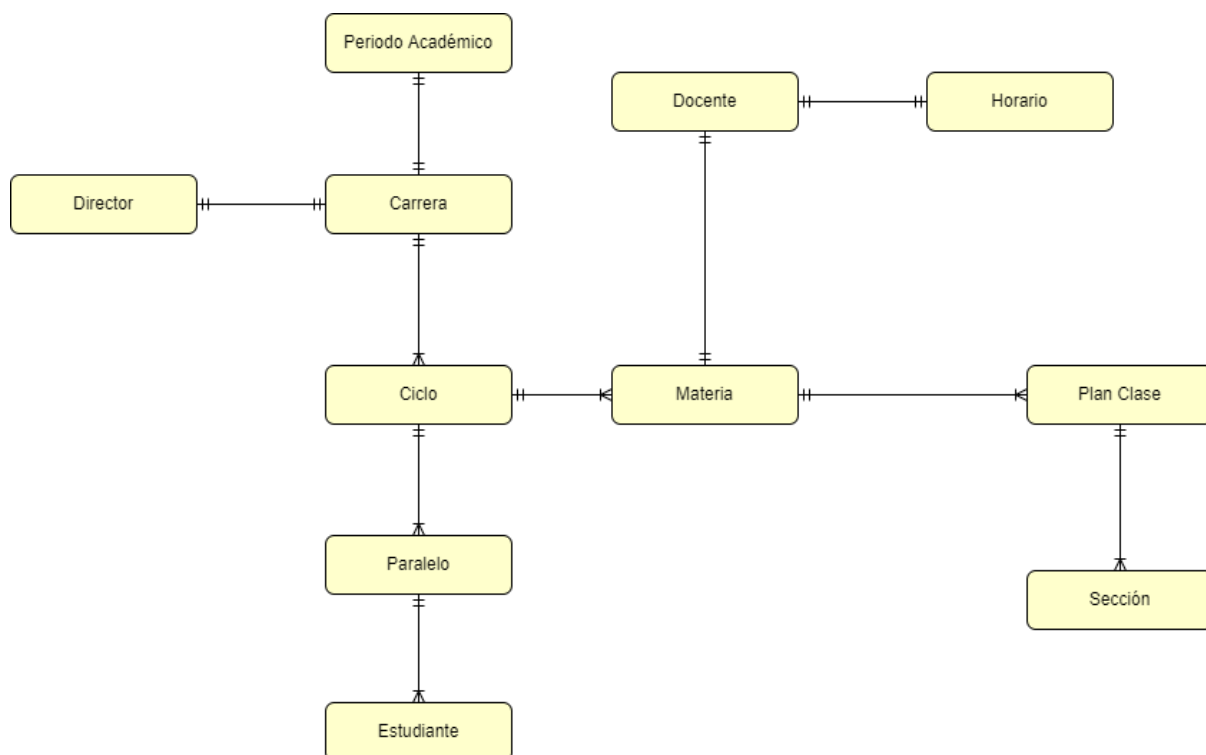 Periodo Académico
Docente
Horario
Director
Carrera
Ciclo
Materia
Plan Clase
Paralelo
Sección
Estudiante